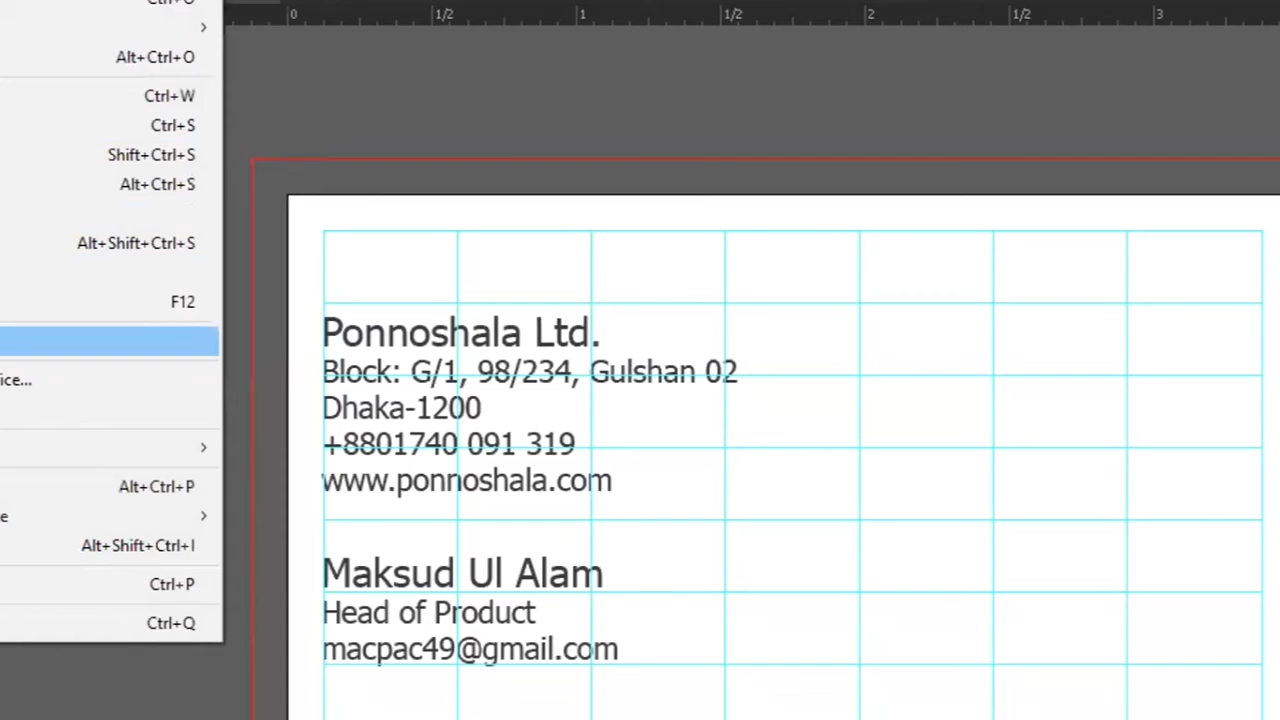 0 1/2 1 1/2 2 1/2 3
Alt+Ctrl+O
Ctrl+W
Ctrl+S
Shift+Ctrl+S
Alt+Ctrl+S
Alt+Shift+Ctrl+S
F12
ice...
Alt+Ctrl+P
e
Alt+Shift+Ctrl+I
Ctrl+P
Ctrl+Q
Ponnoshala Ltd.
Block: G/1, 98/234, Gulshan 02
Dhaka-1200
+8801740 091 319
www.ponnoshala.com
Maksud Ul Alam
Head of Product
macpac49@gmail.com